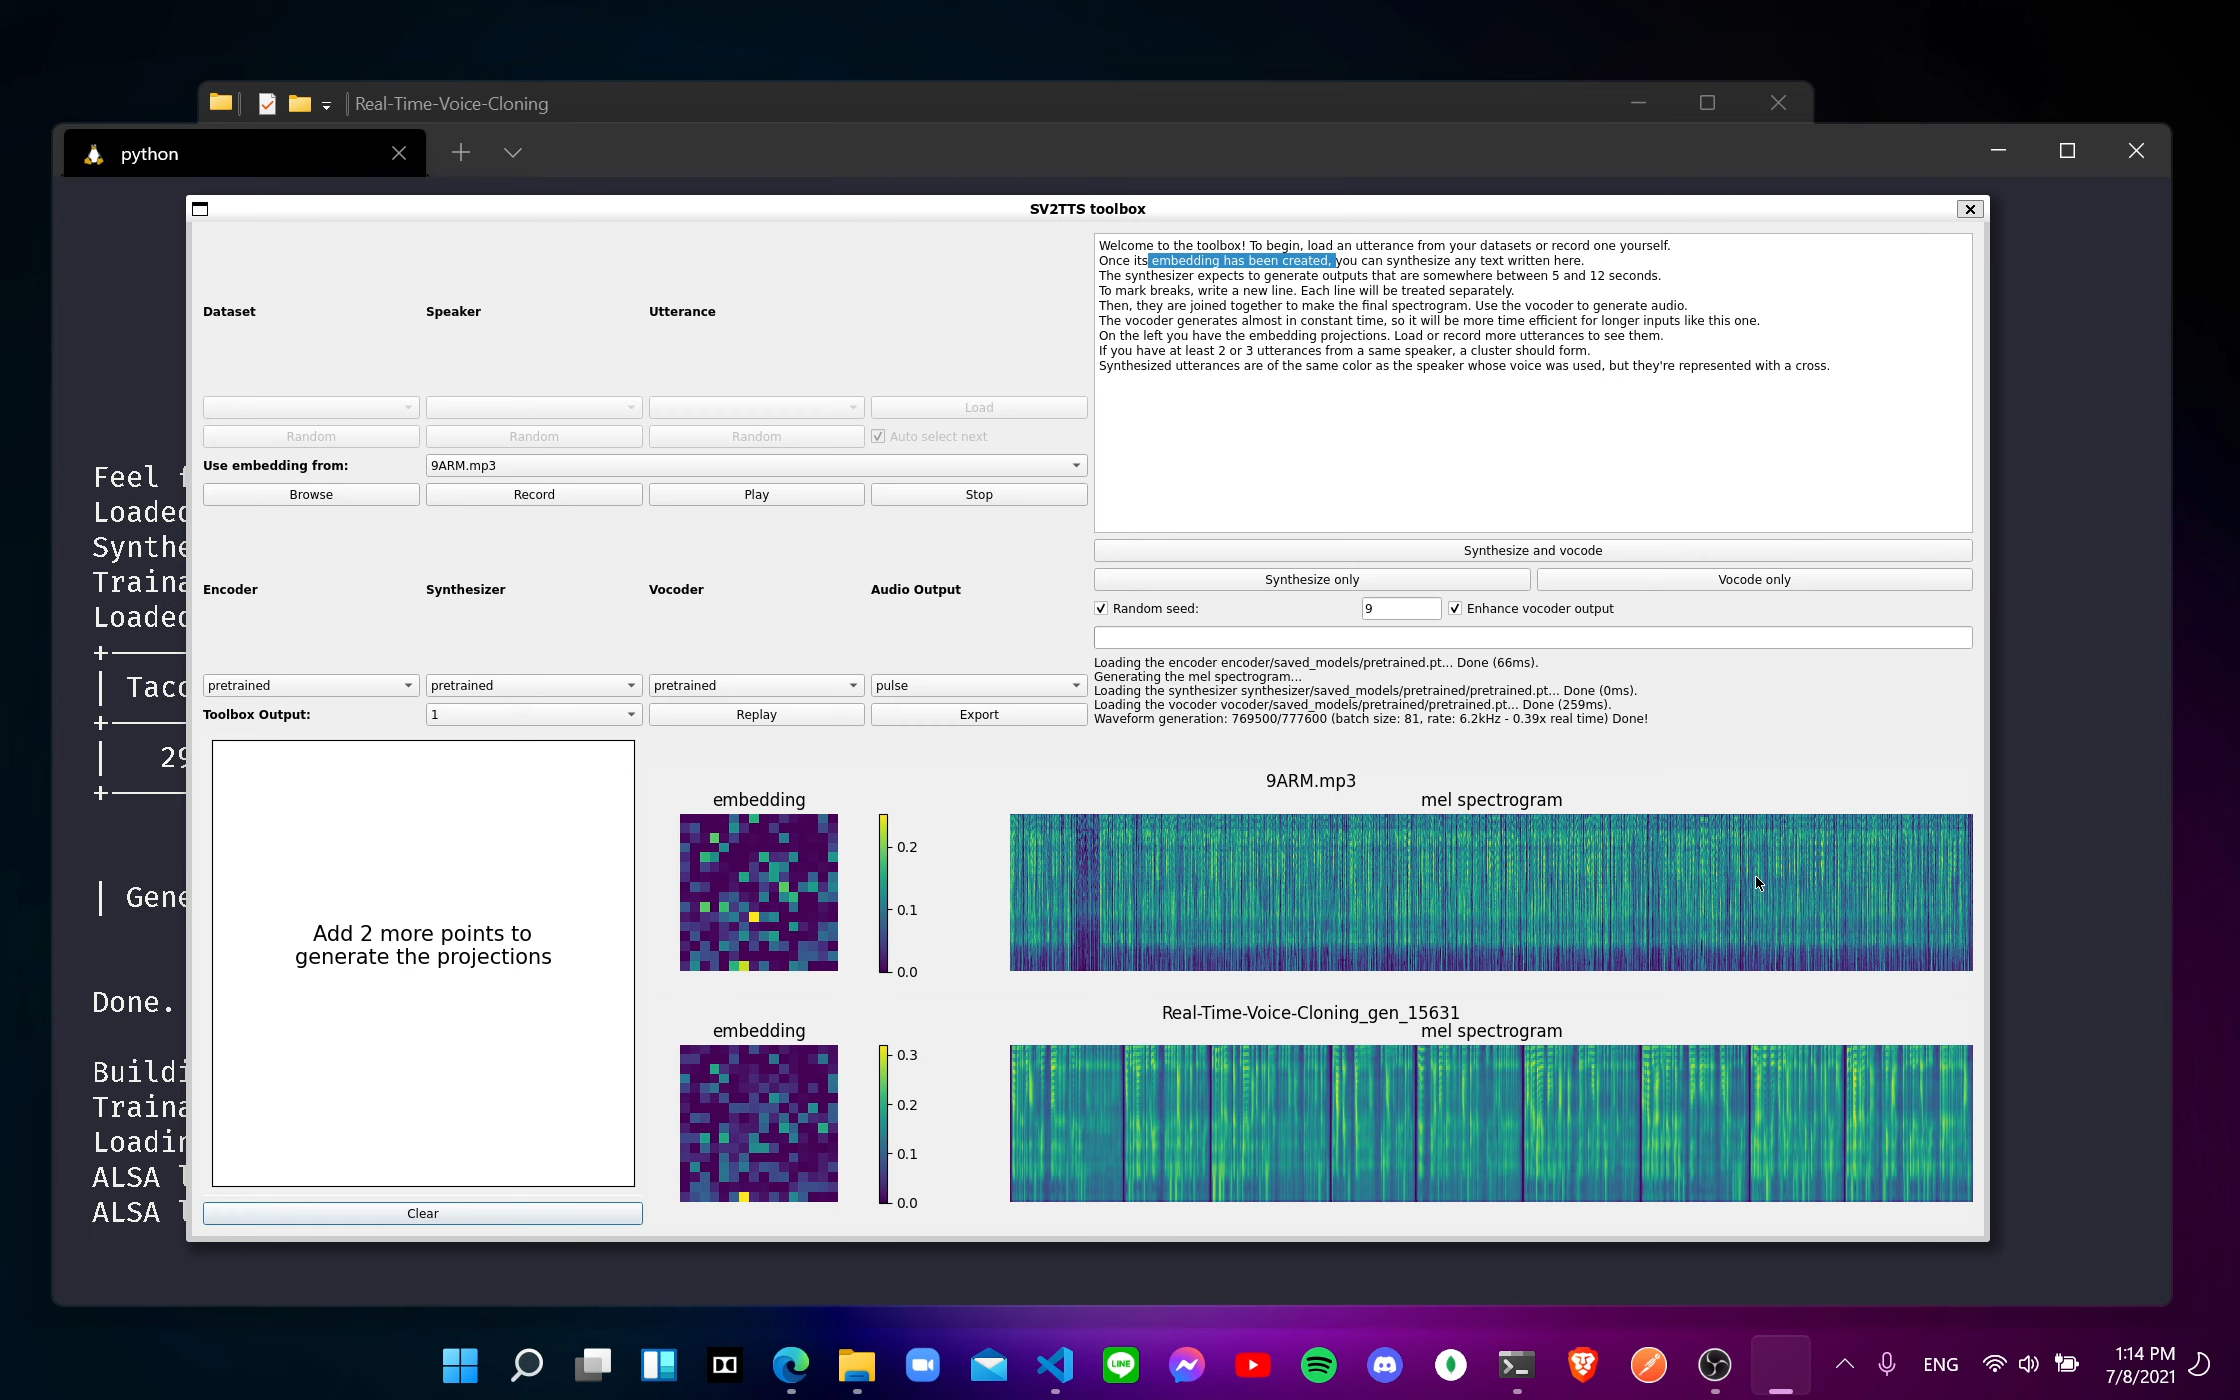 Real-Time-Voice-Cloning
python
SV2TTS toolbox
Dataset
Speaker
Utterance
Load
Random
Random
Random
Auto select next
Use embedding from:
9ARM.mp3
Browse
Record
Play
Stop
Encoder
Synthesizer
Vocoder
Audio Output
pretrained
pretrained
pretrained
pulse
Toolbox Output:
1
Replay
Export
Welcome to the toolbox! To begin, load an utterance from your datasets or record one yourself.
Once its embedding has been created, you can synthesize any text written here.
The synthesizer expects to generate outputs that are somewhere between 5 and 12 seconds.
To mark breaks, write a new line. Each line will be treated separately.
Then, they are joined together to make the final spectrogram. Use the vocoder to generate audio.
The vocoder generates almost in constant time, so it will be more time efficient for longer inputs like this one.
On the left you have the embedding projections. Load or record more utterances to see them.
If you have at least 2 or 3 utterances from a same speaker, a cluster should form.
Synthesized utterances are of the same color as the speaker whose voice was used, but they're represented with a cross.
Synthesize and vocode
Synthesize only
Vocode only
Random seed:
9
Enhance vocoder output
Loading the encoder encoder/saved_models/pretrained.pt... Done (66ms).
Generating the mel spectrogram...
Loading the synthesizer synthesizer/saved_models/pretrained/pretrained.pt... Done (0ms).
Loading the vocoder vocoder/saved_models/pretrained/pretrained.pt... Done (259ms).
Waveform generation: 769500/777600 (batch size: 81, rate: 6.2kHz - 0.39x real time) Done!
Add 2 more points to
generate the projections
Clear
9ARM.mp3
embedding
mel spectrogram
0.2
0.1
0.0
Real-Time-Voice-Cloning_gen_15631
embedding
mel spectrogram
0.3
0.2
0.1
0.0
Feel
Loaded
Synthe
Traina
Loaded
Taco
29
Gene
Done.
Buildi
Traina
Loadin
ALSA l
ALSA l
LINE
ENG
1:14 PM
7/8/2021